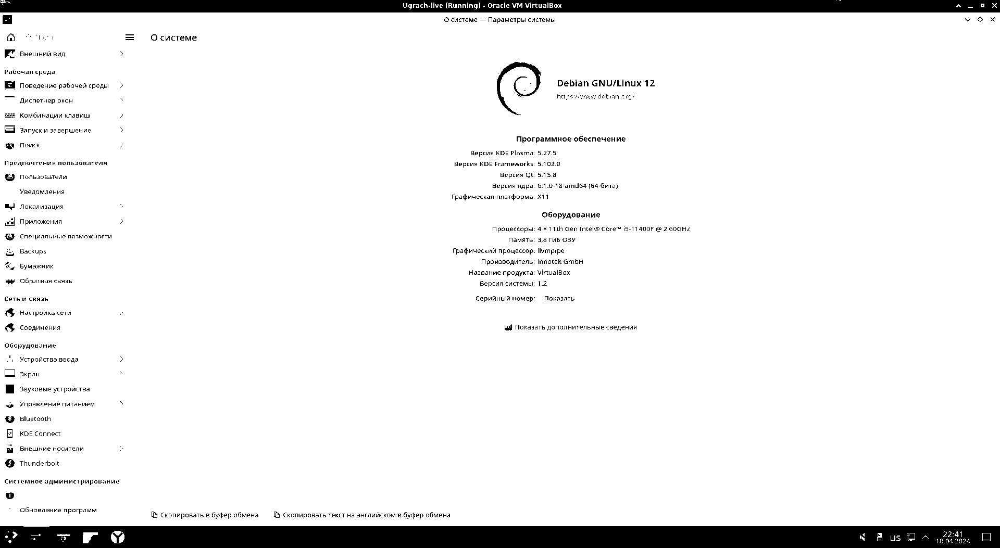 Ugrach-live [Running] - Oracle VM VirtualBox
О системе — Параметры системы
О системе
Внешний вид
Рабочая среда
Поведение рабочей среды
Диспетчер окон
Комбинации клавиш
Запуск и завершение
Поиск
Предпочтения пользователя
Пользователи
Уведомления
Локализация
Приложения
Специальные возможности
Backups
Бумажник
Обратная связь
Сеть и связь
Настройка сети
Соединения
Оборудование
Устройства ввода
Экран
Звуковые устройства
Управление питанием
Bluetooth
KDE Connect
Внешние носители
Thunderbolt
Системное администрирование
Обновление программ
Debian GNU/Linux 12
https://www.debian.org/
Программное обеспечение
Версия KDE Plasma: 5.27.5
Версия KDE Frameworks: 5.103.0
Версия Qt: 5.15.8
Версия ядра: 6.1.0-18-amd64 (64-бита)
Графическая платформа: X11
Оборудование
Процессоры: 4 × 11th Gen Intel® Core™ i5-11400F @ 2.60GHz
Память: 3,8 ГиБ ОЗУ
Графический процессор: llvmpipe
Производитель: innotek GmbH
Название продукта: VirtualBox
Версия системы: 1.2
Серийный номер: Показать
Показать дополнительные сведения
Скопировать в буфер обмена
Скопировать текст на английском в буфер обмена
us
22:41
10.04.2024